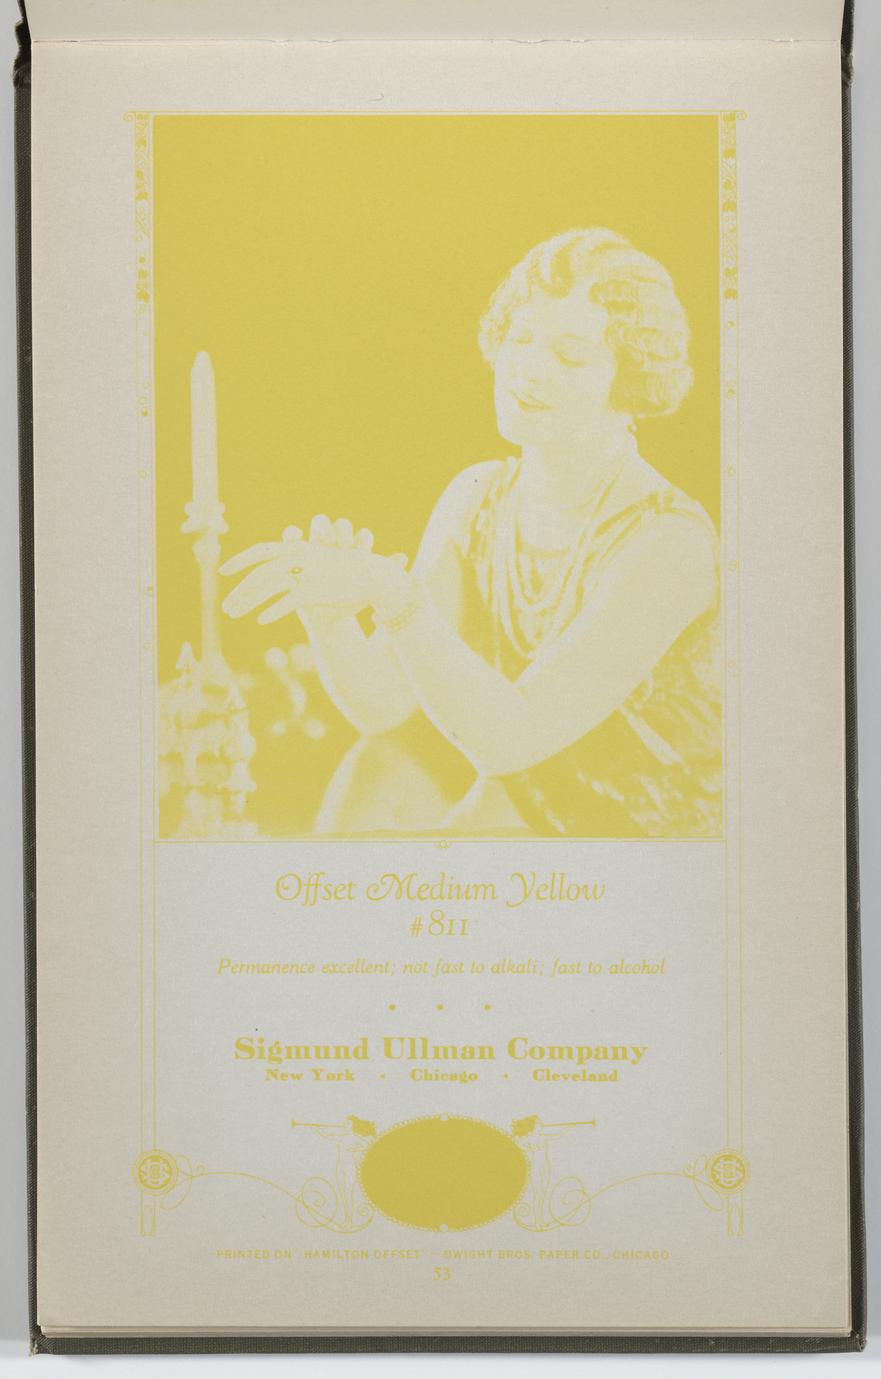 Offset Medium Yellow
#811
Permanence excellent; not fast to alkali; fast to alcohol
Sigmund Ullman Company
New York · Chicago · Cleveland
PRINTED ON "HAMILTON OFFSET" — DWIGHT BROS. PAPER CO., CHICAGO
53